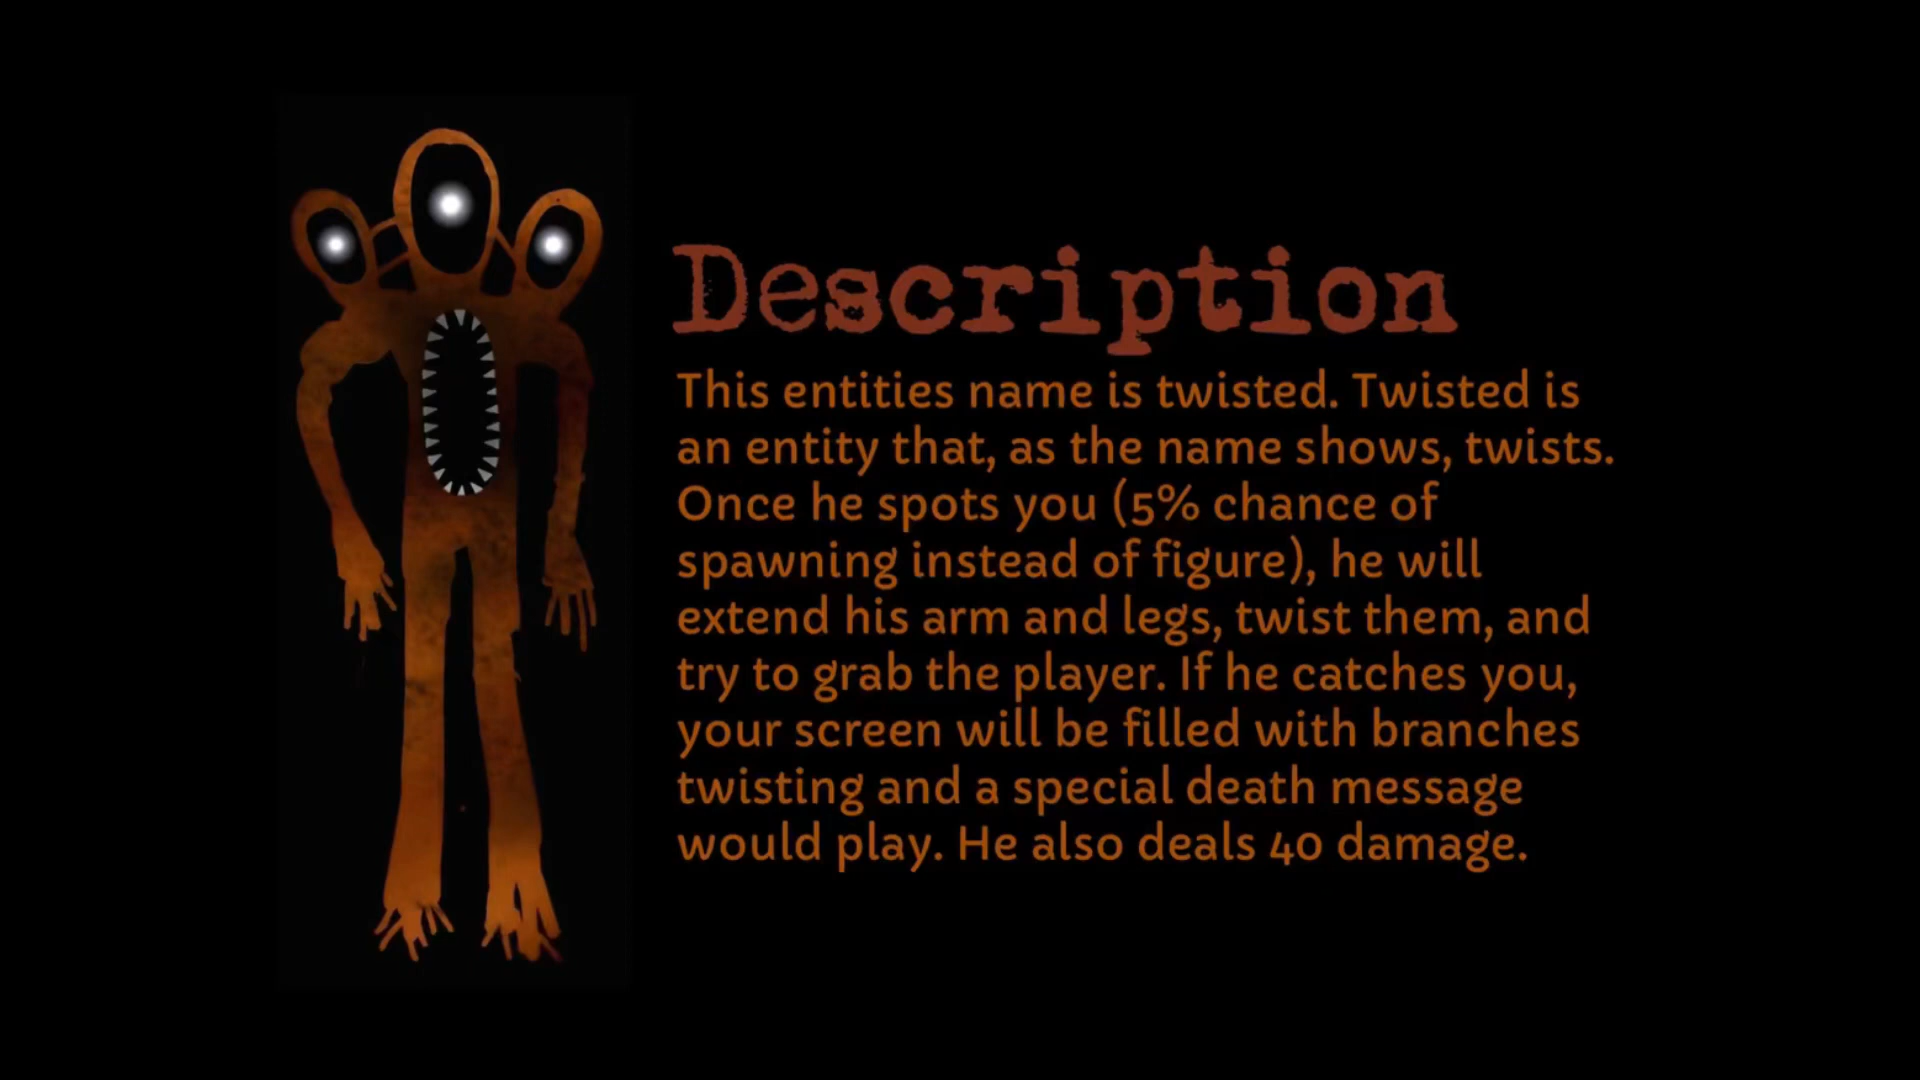 Description
This entities name is twisted. Twisted is
an entity that, as the name shows, twists.
Once he spots you (5% chance of
spawning instead of figure), he will
extend his arm and legs, twist them, and
try to grab the player. If he catches you,
your screen will be filled with branches
twisting and a special death message
would play. He also deals 40 damage.